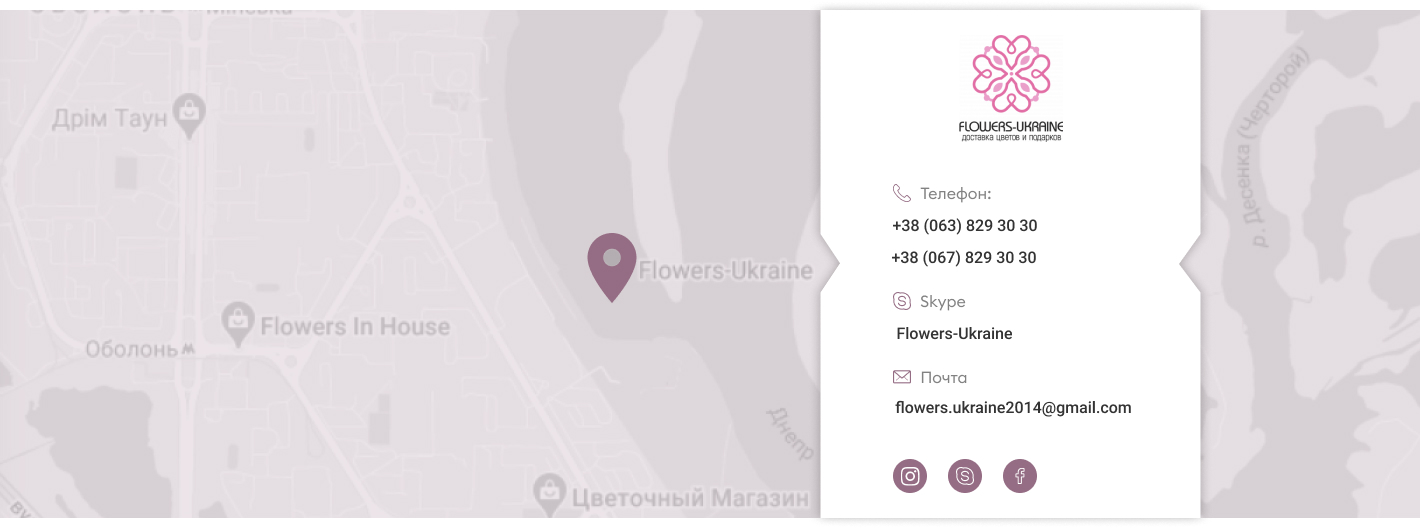 Мінівка
Дрім Таун
Flowers-Ukraine
Flowers In House
Оболонь
Днепр
Цветочный Магазин
FLOWERS-UKRAINE
доставка цветов и подарков
Телефон:
+38 (063) 829 30 30
+38 (067) 829 30 30
Skype
Flowers-Ukraine
Почта
flowers.ukraine2014@gmail.com
р. Десенка (Черторой)